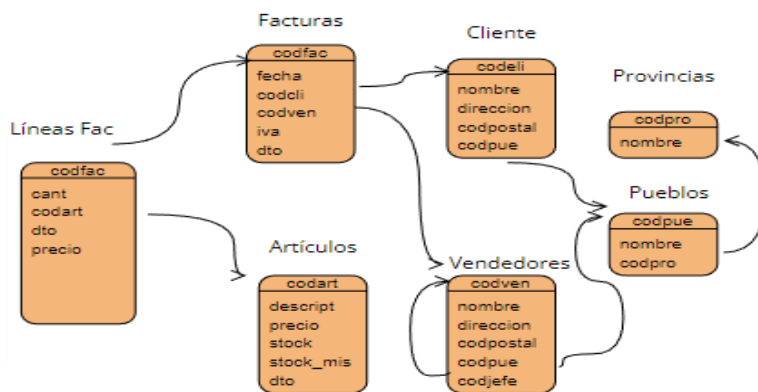 Facturas
codfac
fecha
codcli
codven
iva
dto
Cliente
codeli
nombre
direccion
codpostal
codpue
Provincias
codpro
nombre
Líneas Fac
codfac
cant
codart
dto
precio
Pueblos
codpue
nombre
codpro
Artículos
codart
descript
precio
stock
stock_mis
dto
Vendedores
codven
nombre
direccion
codpostal
codpue
codjefe